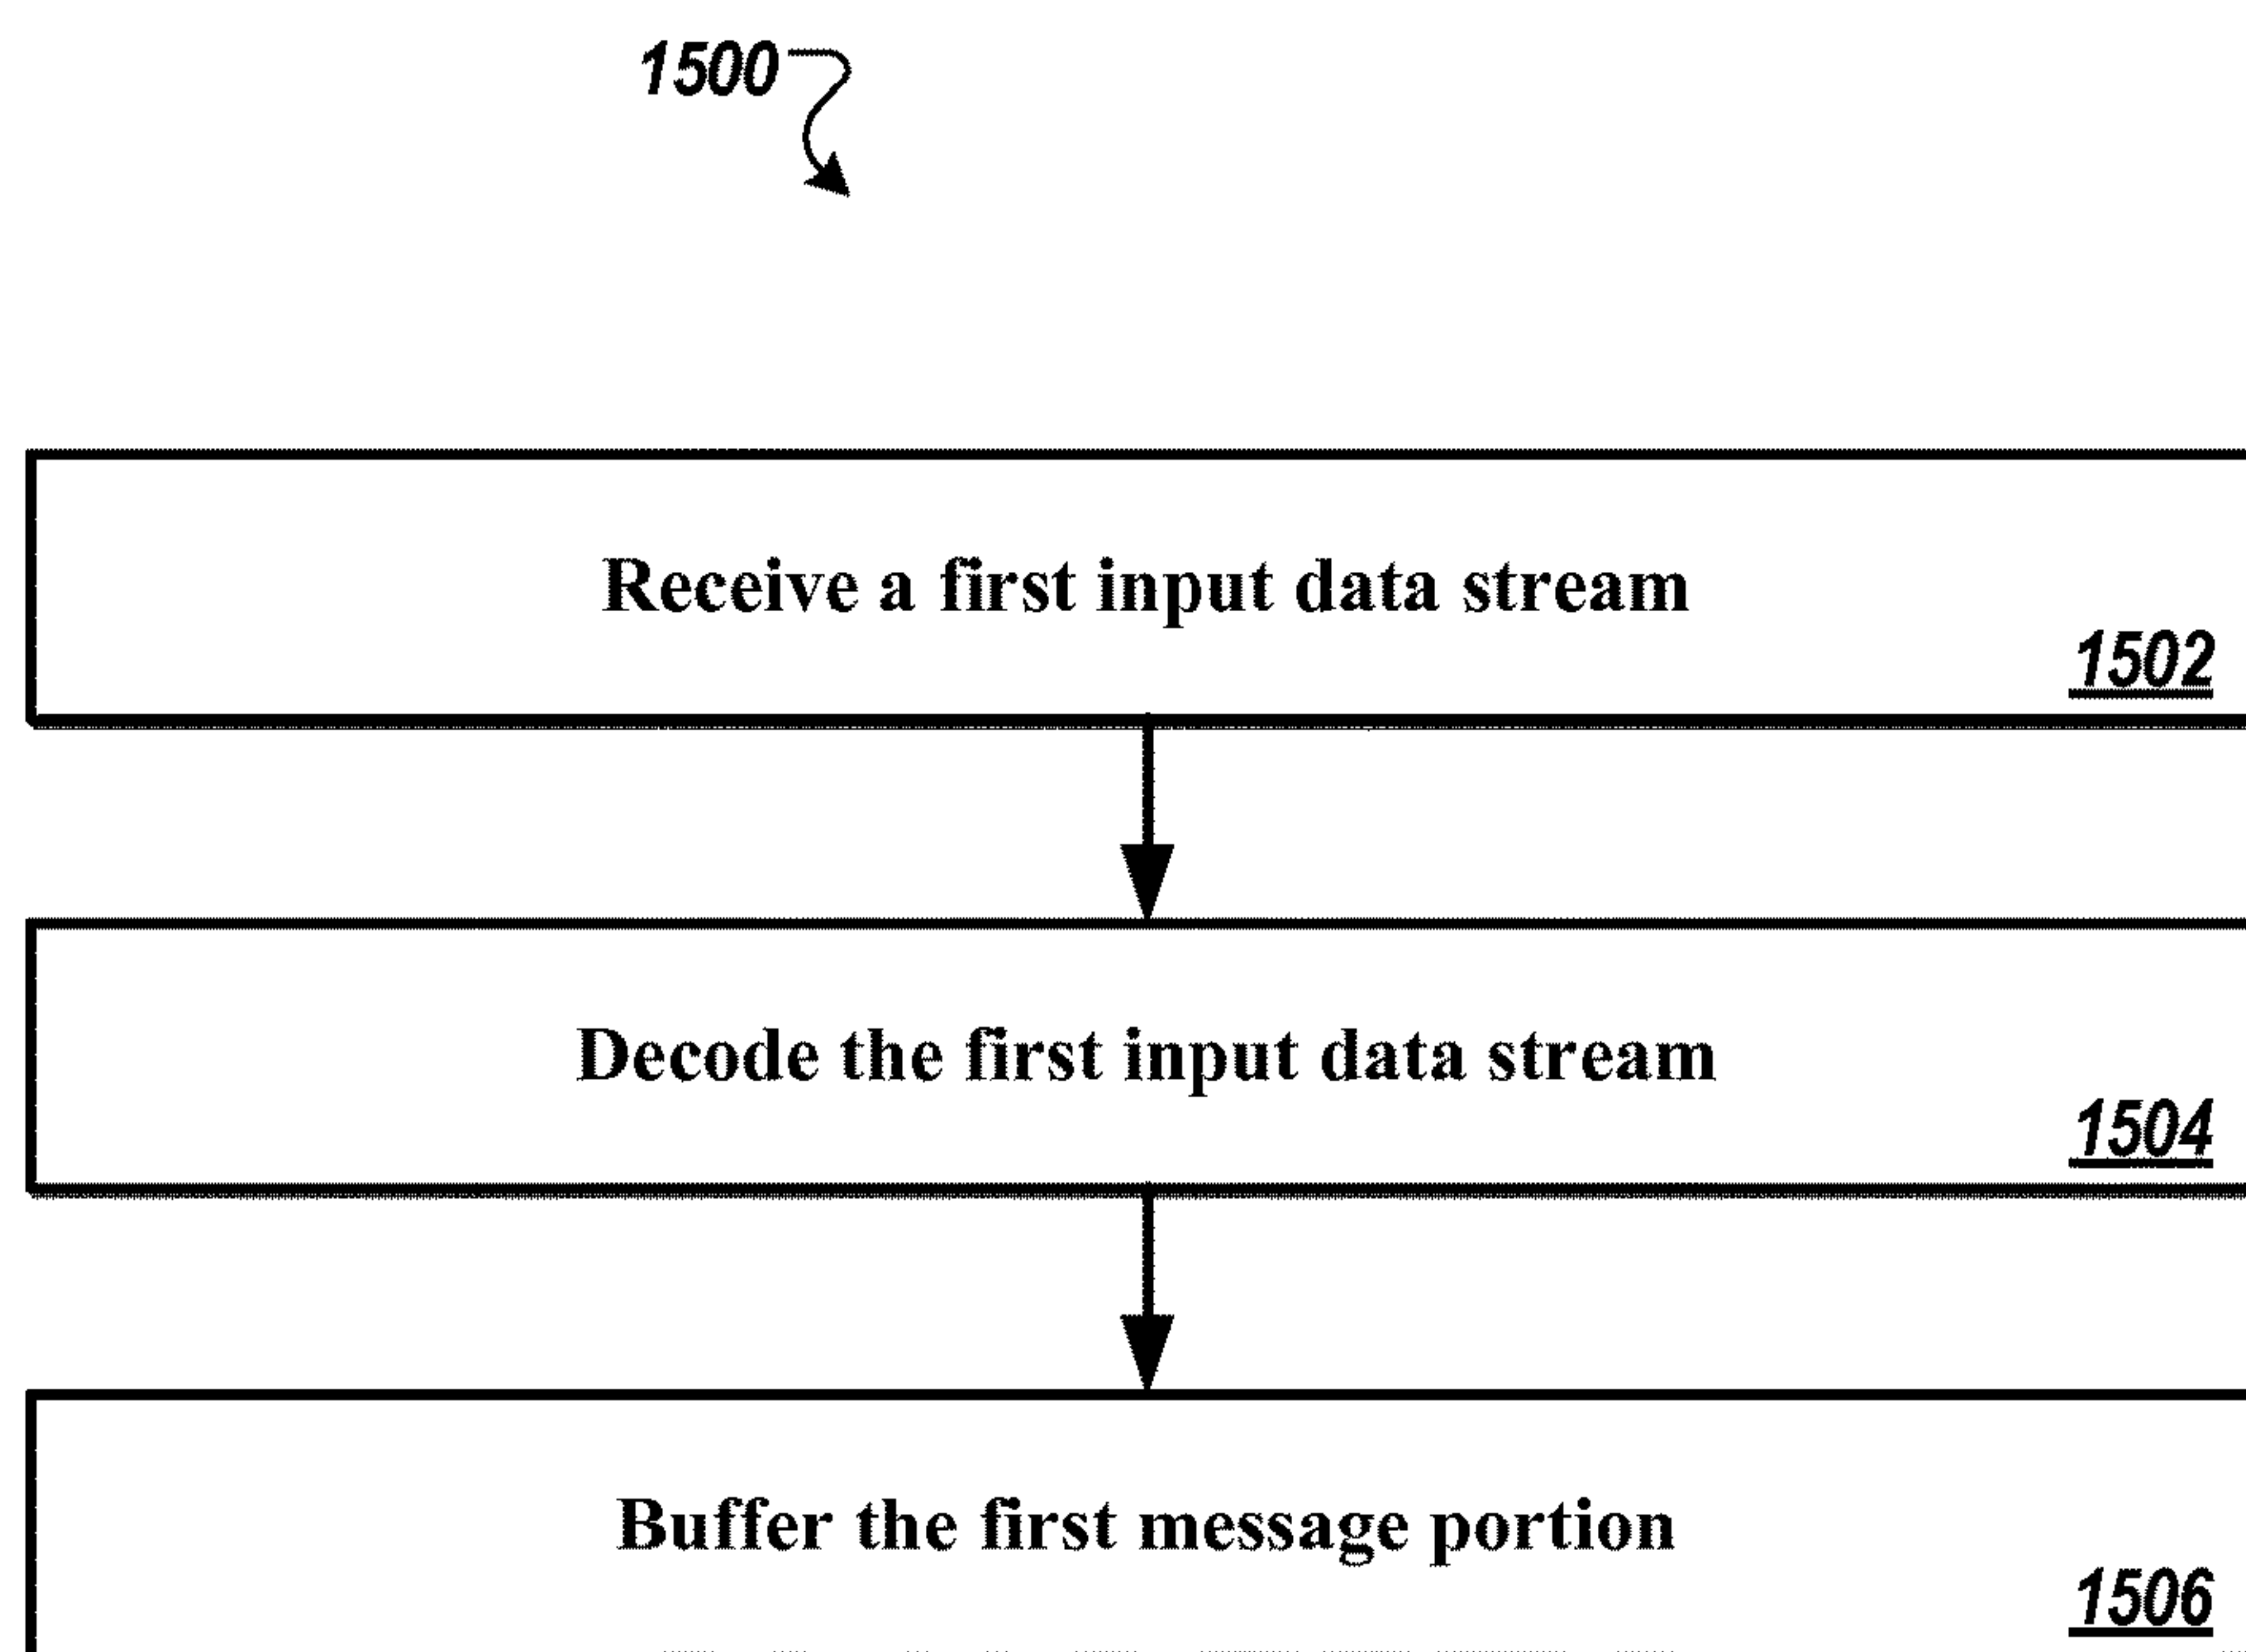 1500
Receive a first input data stream
1502
Decode the first input data stream
1504
Buffer the first message portion
1506